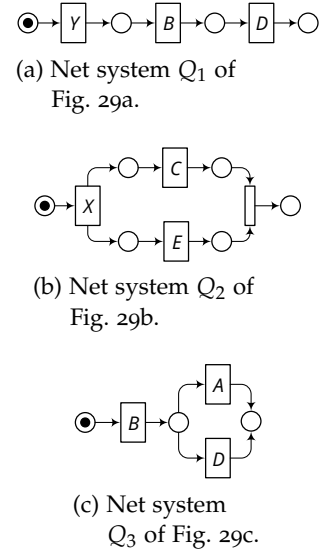 Y B D
(a) Net system Q₁ of
Fig. 29a.
C
X
E
(b) Net system Q₂ of
Fig. 29b.
A
B
D
(c) Net system
Q₃ of Fig. 29c.